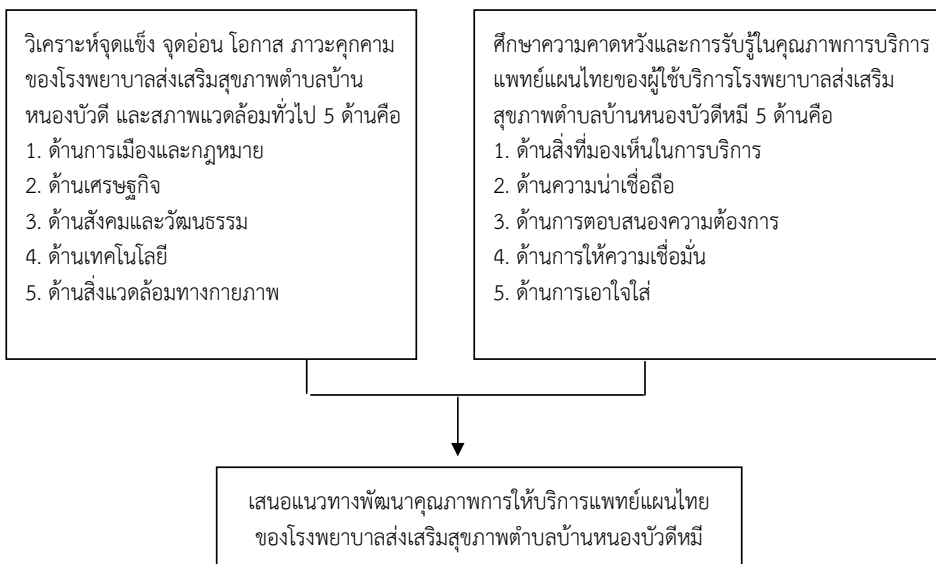 วิเคราะห์จุดแข็ง จุดอ่อน โอกาส ภาวะคุกคาม
ของโรงพยาบาลส่งเสริมสุขภาพตำบลบ้าน
หนองบัวดี และสภาพแวดล้อมทั่วไป 5 ด้านคือ
1. ด้านการเมืองและกฎหมาย
2. ด้านเศรษฐกิจ
3. ด้านสังคมและวัฒนธรรม
4. ด้านเทคโนโลยี
5. ด้านสิ่งแวดล้อมทางกายภาพ
ศึกษาความคาดหวังและการรับรู้ในคุณภาพการบริการ
แพทย์แผนไทยของผู้ใช้บริการโรงพยาบาลส่งเสริม
สุขภาพตำบลบ้านหนองบัวดีหมี 5 ด้านคือ
1. ด้านสิ่งที่มองเห็นในการบริการ
2. ด้านความน่าเชื่อถือ
3. ด้านการตอบสนองความต้องการ
4. ด้านการให้ความเชื่อมั่น
5. ด้านการเอาใจใส่
เสนอแนวทางพัฒนาคุณภาพการให้บริการแพทย์แผนไทย
ของโรงพยาบาลส่งเสริมสุขภาพตำบลบ้านหนองบัวดีหมี